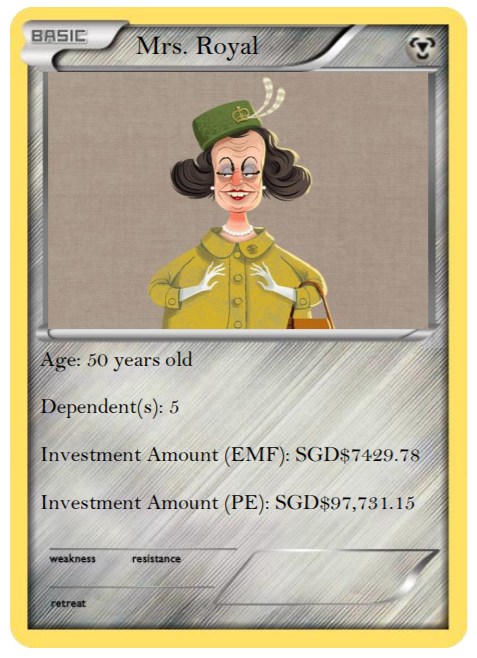 BASIC
Mrs. Royal
Age: 50 years old
Dependent(s): 5
Investment Amount (EMF): SGD$7429.78
Investment Amount (PE): SGD$97,731.15
weakness resistance
retreat